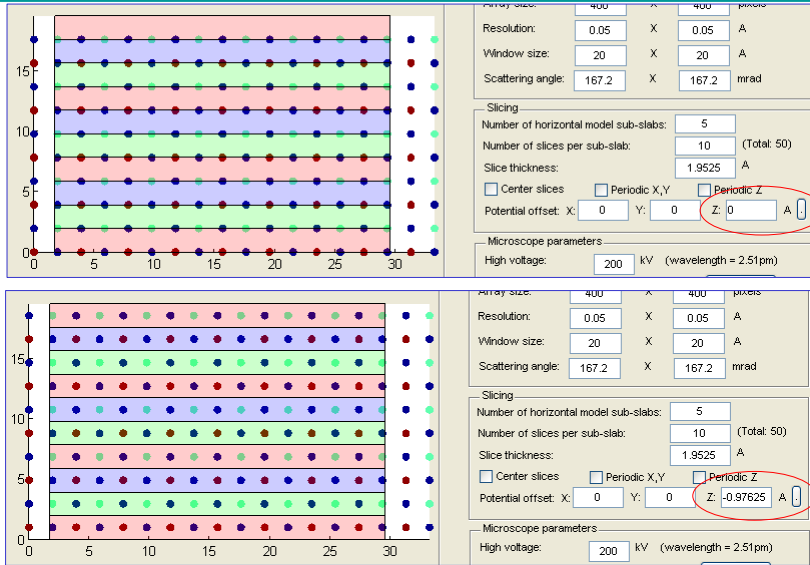 Array size: 400 X 400 pixels
Resolution: 0.05 X 0.05 A
Window size: 20 X 20 A
Scattering angle: 167.2 X 167.2 mrad
Slicing
Number of horizontal model sub-slabs: 5
Number of slices per sub-slab: 10 (Total: 50)
Slice thickness: 1.9525 A
Center slices Periodic X,Y Periodic Z
Potential offset: X: 0 Y: 0 Z: 0 A .
Microscope parameters
High voltage: 200 kV (wavelength = 2.51pm)
15
10
5
0
0 5 10 15 20 25 30
Array size: 400 X 400 pixels
Resolution: 0.05 X 0.05 A
Window size: 20 X 20 A
Scattering angle: 167.2 X 167.2 mrad
Slicing
Number of horizontal model sub-slabs: 5
Number of slices per sub-slab: 10 (Total: 50)
Slice thickness: 1.9525 A
Center slices Periodic X,Y Periodic Z
Potential offset: X: 0 Y: 0 Z: -0.97625 A .
Microscope parameters
High voltage: 200 kV (wavelength = 2.51pm)
15
10
5
0
0 5 10 15 20 25 30